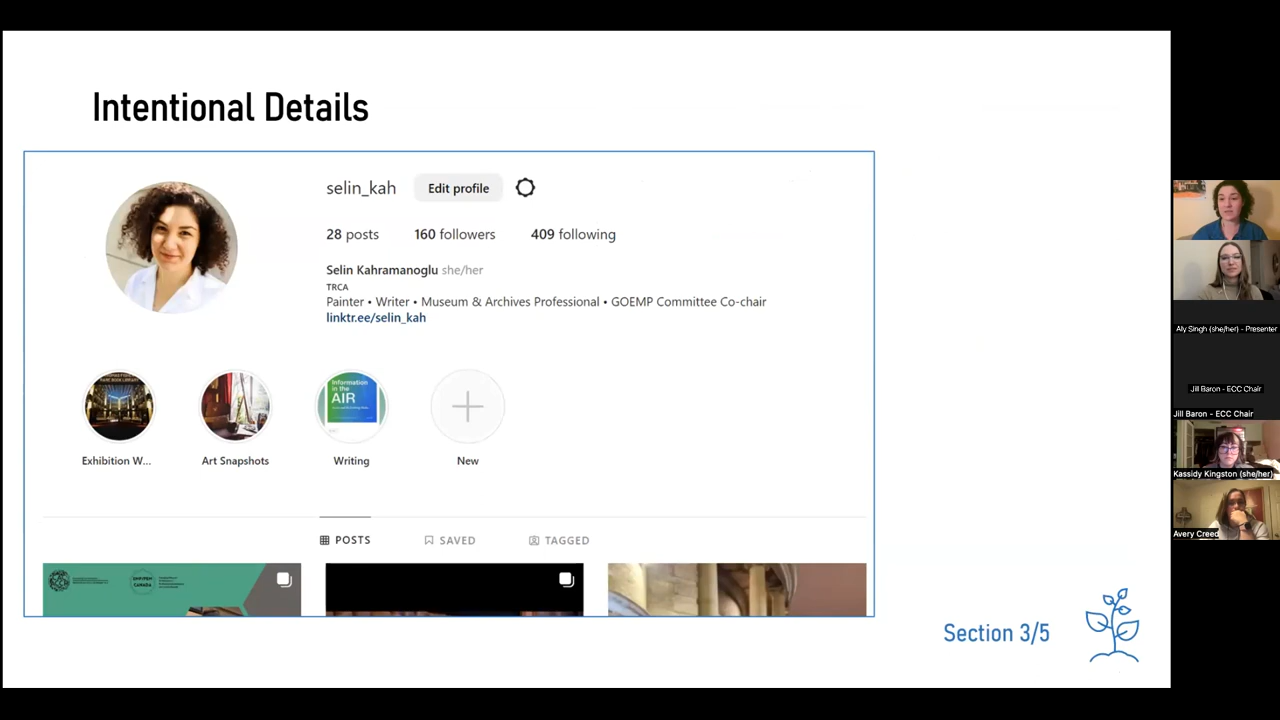 Intentional Details
selin_kah
Edit profile
28 posts 160 followers 409 following
Selin Kahramanoglu she/her
TRCA
Painter • Writer • Museum & Archives Professional • GOEMP Committee Co-chair
linktr.ee/selin_kah
Information
in the
AIR
Exhibition W... Art Snapshots Writing New
POSTS SAVED TAGGED
Section 3/5
Aly Singh (she/her) - Presenter
Jill Baron - ECC Chair
Jill Baron - ECC Chair
Kassidy Kingston (she/her)
Avery Creed